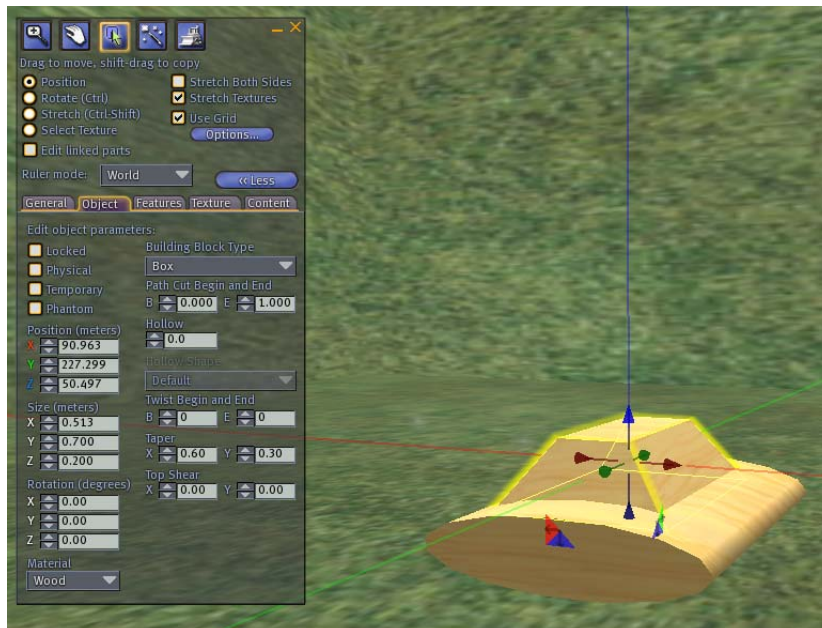 Drag to move, shift-drag to copy
Position
Stretch Both Sides
Rotate (Ctrl)
Stretch Textures
Stretch (Ctrl-Shift)
Use Grid
Select Texture
Options...
Edit linked parts
Ruler mode: World
<< Less
General Object Features Texture Content
Edit object parameters:
Locked
Physical
Temporary
Phantom
Position (meters)
X 90.963
Y 227.299
Z 50.497
Size (meters)
X 0.513
Y 0.700
Z 0.200
Rotation (degrees)
X 0.00
Y 0.00
Z 0.00
Material
Wood
Building Block Type
Box
Path Cut Begin and End
B 0.000 E 1.000
Hollow
0.0
Hollow Shape
Default
Twist Begin and End
B 0 E 0
Taper
X 0.60 Y 0.30
Top Shear
X 0.00 Y 0.00